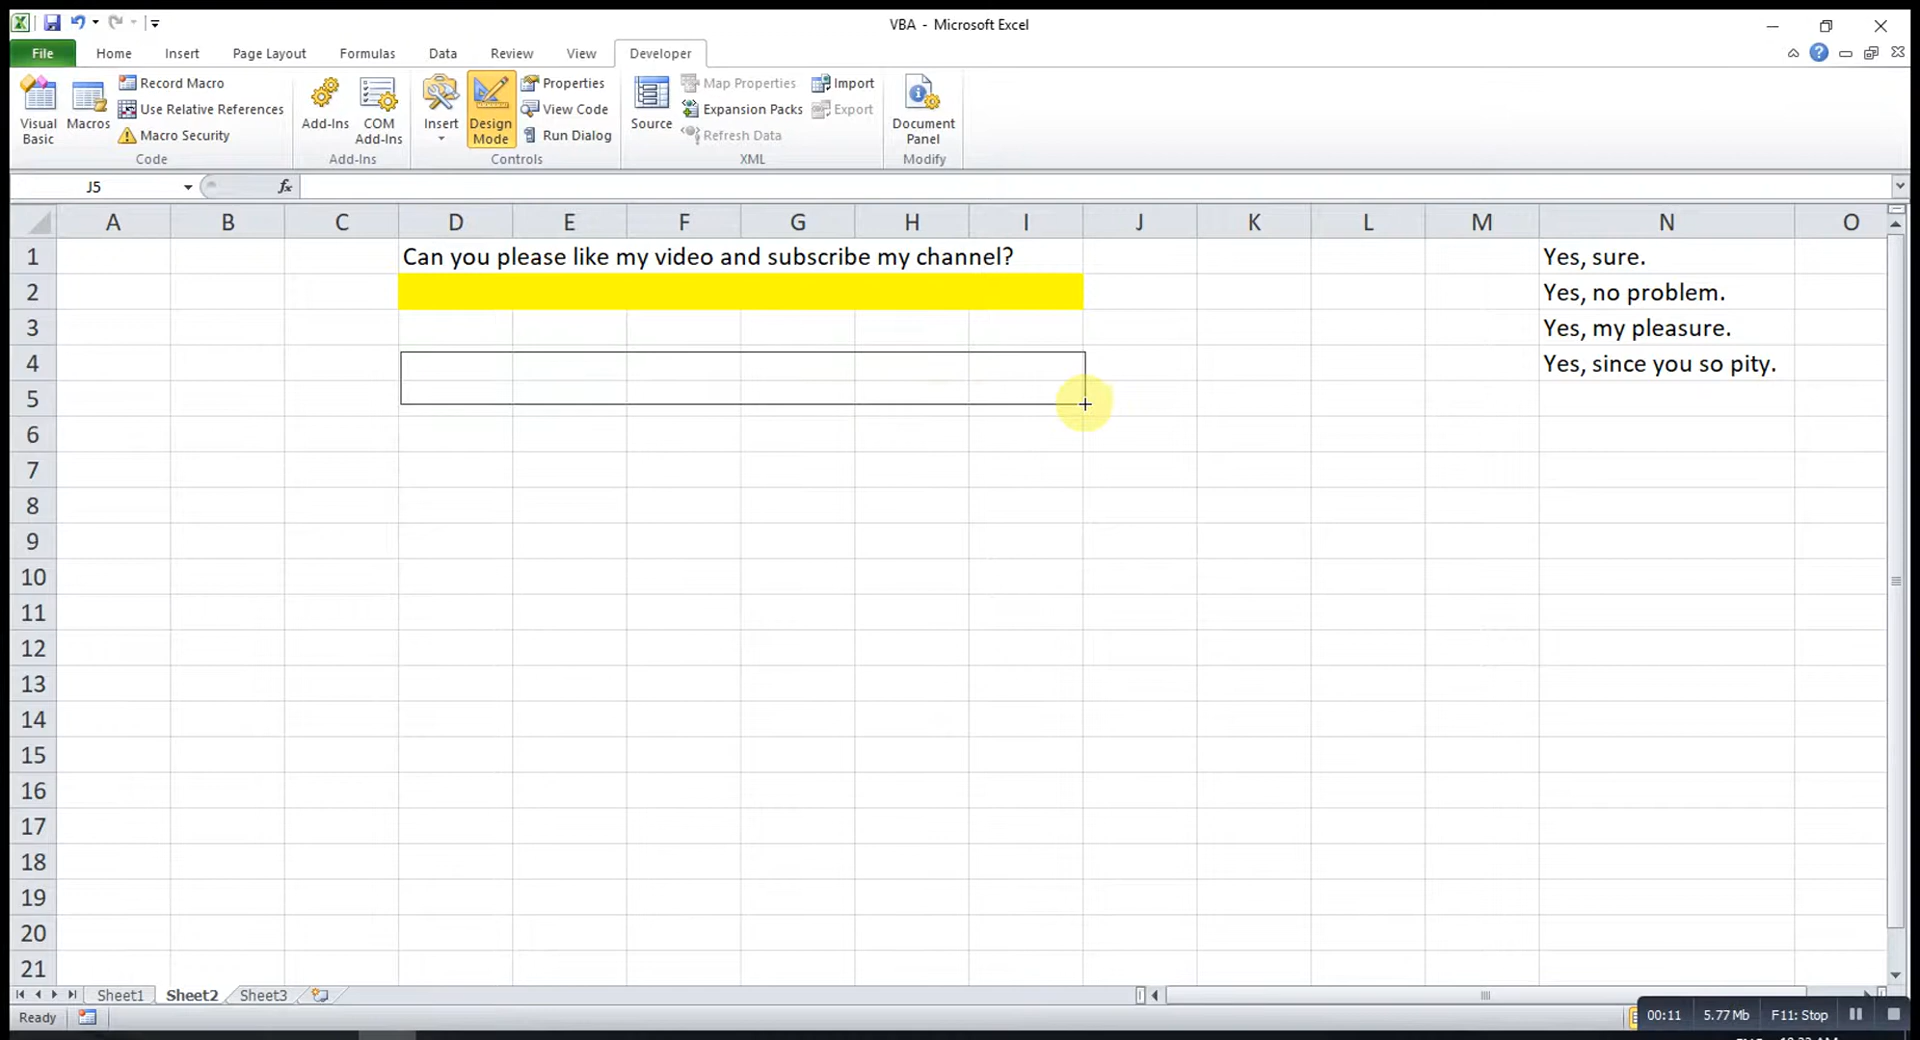 VBA - Microsoft Excel
File Home Insert Page Layout Formulas Data Review View Developer
Visual Basic
Macros
Record Macro
Use Relative References
Macro Security
Code
Add-Ins
COM Add-Ins
Add-Ins
Insert
Design Mode
Properties
View Code
Run Dialog
Controls
Source
Map Properties
Expansion Packs
Refresh Data
Import
Export
XML
Document Panel
Modify
J5 fx
A B C D E F G H I J K L M N O
1 Can you please like my video and subscribe my channel? Yes, sure.
2 Yes, no problem.
3 Yes, my pleasure.
4 Yes, since you so pity.
5
6
7
8
9
10
11
12
13
14
15
16
17
18
19
20
21
Sheet1 Sheet2 Sheet3
Ready
00:11 5.77 Mb F11: Stop